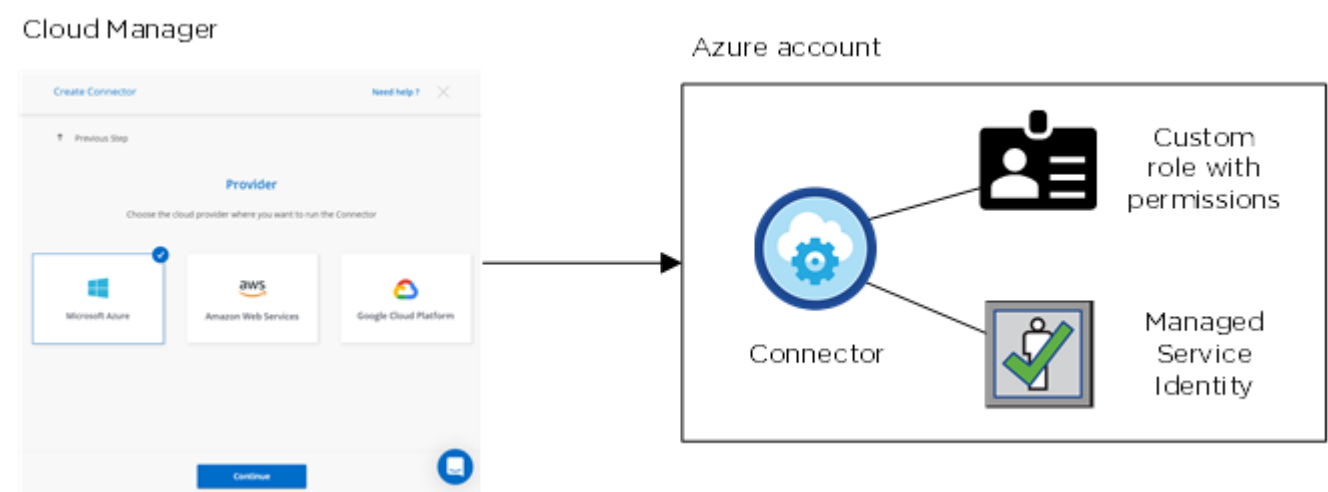 Cloud Manager
Create Connector
Need help ?
Previous Step
Provider
Choose the cloud provider where you want to run the Connector
Microsoft Azure
aws
Amazon Web Services
Google Cloud Platform
Continue
Azure account
Connector
Custom
role with
permissions
Managed
Service
Identity